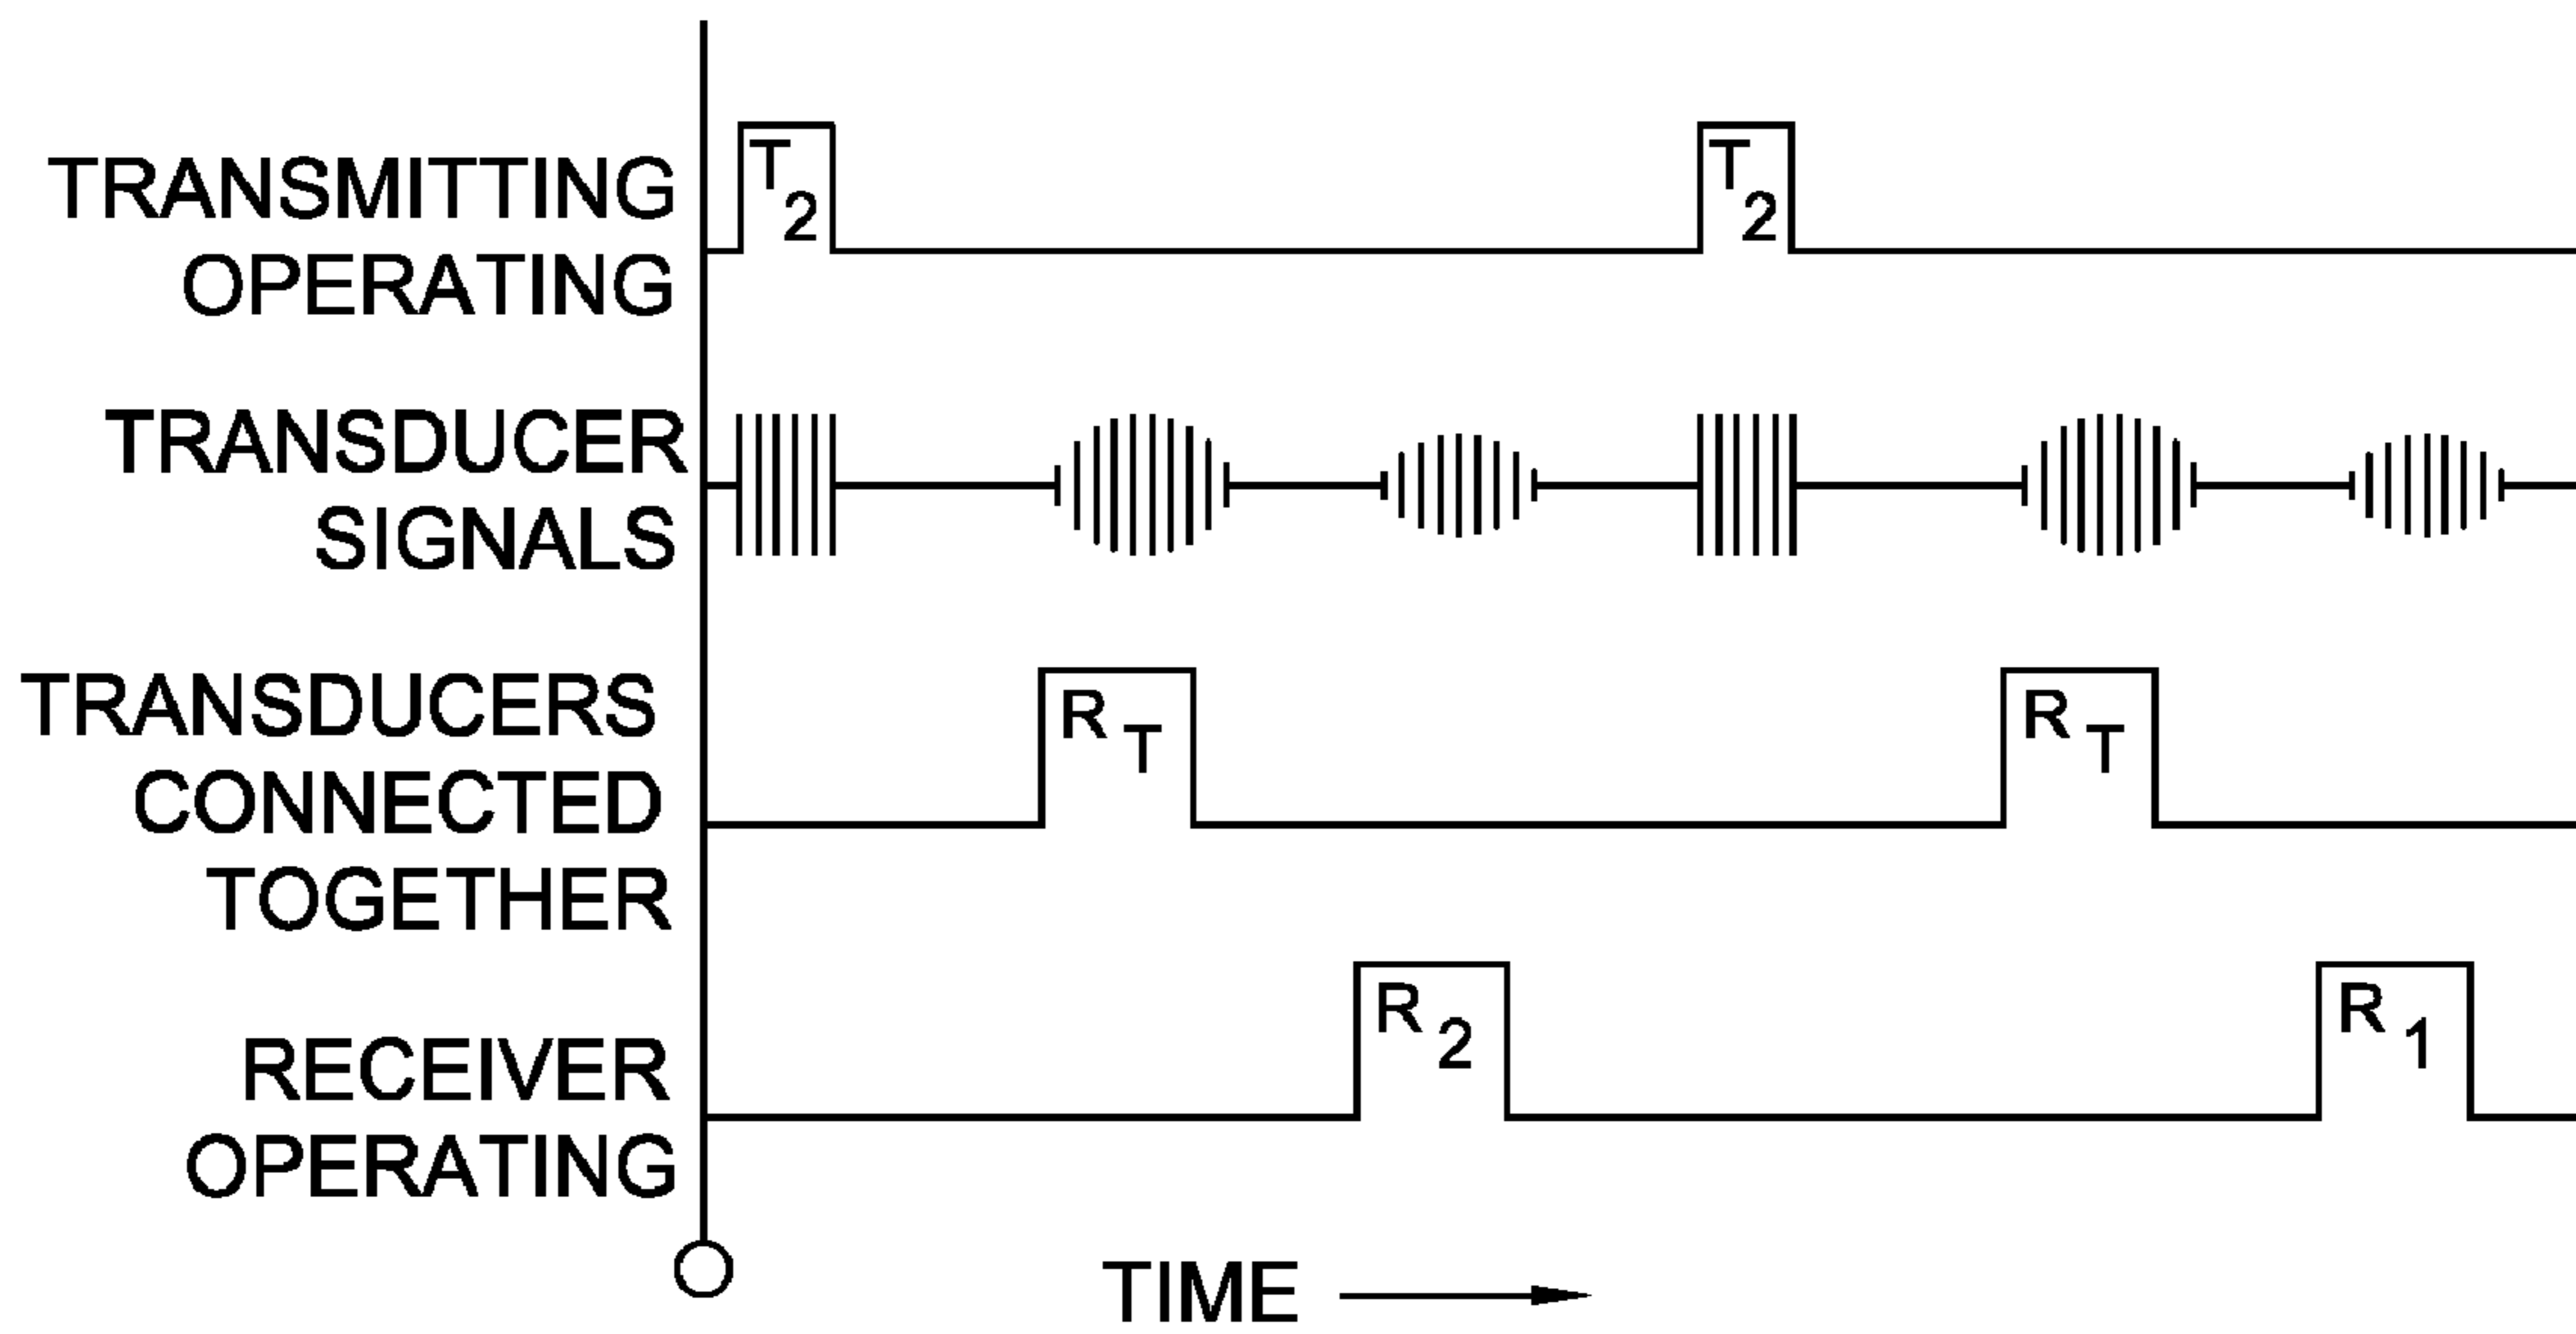 T2 T2
TRANSMITTING
OPERATING
TRANSDUCER
SIGNALS
TRANSDUCERS
CONNECTED
TOGETHER
RT RT
RECEIVER
OPERATING
R2 R1
O
TIME